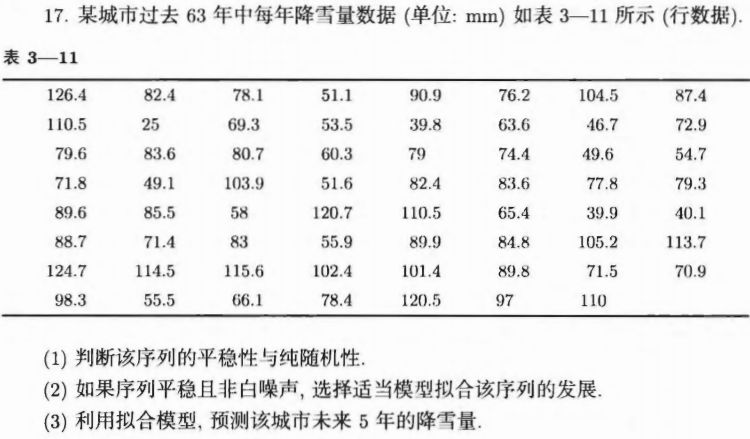 17. 某城市过去 63 年中每年降雪量数据 (单位: mm) 如表 3—11 所示 (行数据).
表 3—11
126.4 82.4 78.1 51.1 90.9 76.2 104.5 87.4
110.5 25 69.3 53.5 39.8 63.6 46.7 72.9
79.6 83.6 80.7 60.3 79 74.4 49.6 54.7
71.8 49.1 103.9 51.6 82.4 83.6 77.8 79.3
89.6 85.5 58 120.7 110.5 65.4 39.9 40.1
88.7 71.4 83 55.9 89.9 84.8 105.2 113.7
124.7 114.5 115.6 102.4 101.4 89.8 71.5 70.9
98.3 55.5 66.1 78.4 120.5 97 110
(1) 判断该序列的平稳性与纯随机性.
(2) 如果序列平稳且非白噪声, 选择适当模型拟合该序列的发展.
(3) 利用拟合模型, 预测该城市未来 5 年的降雪量.